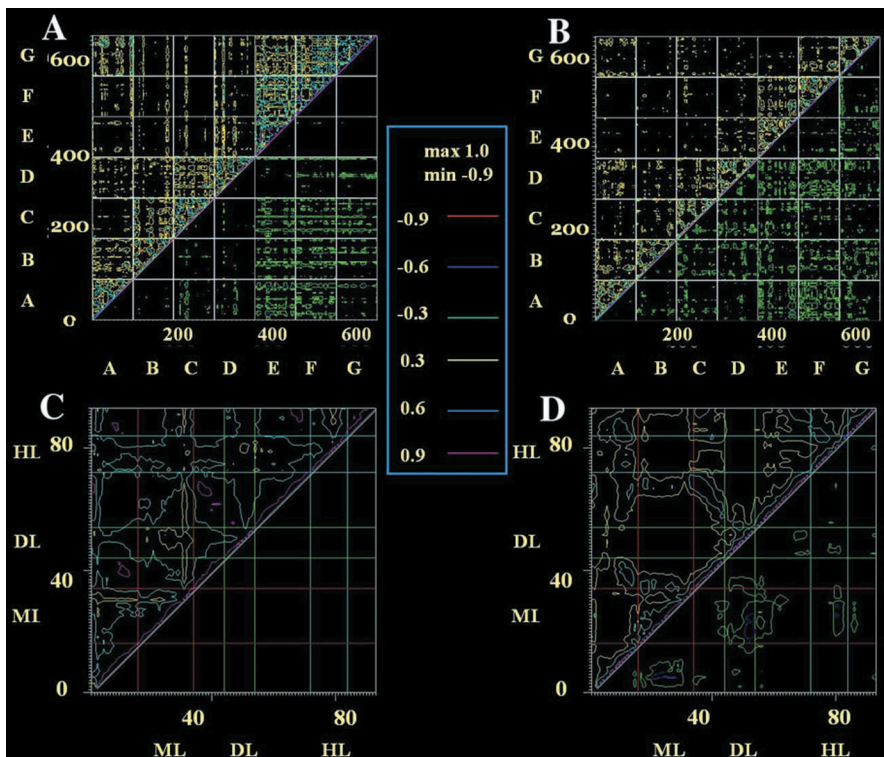 A
G
600
F
E
400
D
C
200
B
A
0
200 400 600
A B C D E F G
B
G
600
F
E
400
D
C
200
B
A
0
200 400 600
A B C D E F G
max 1.0
min -0.9
-0.9
-0.6
-0.3
0.3
0.6
0.9
C
80
HL
DL
40
ML
0
40 80
ML DL HL
D
80
HL
DL
40
ML
0
40 80
ML DL HL